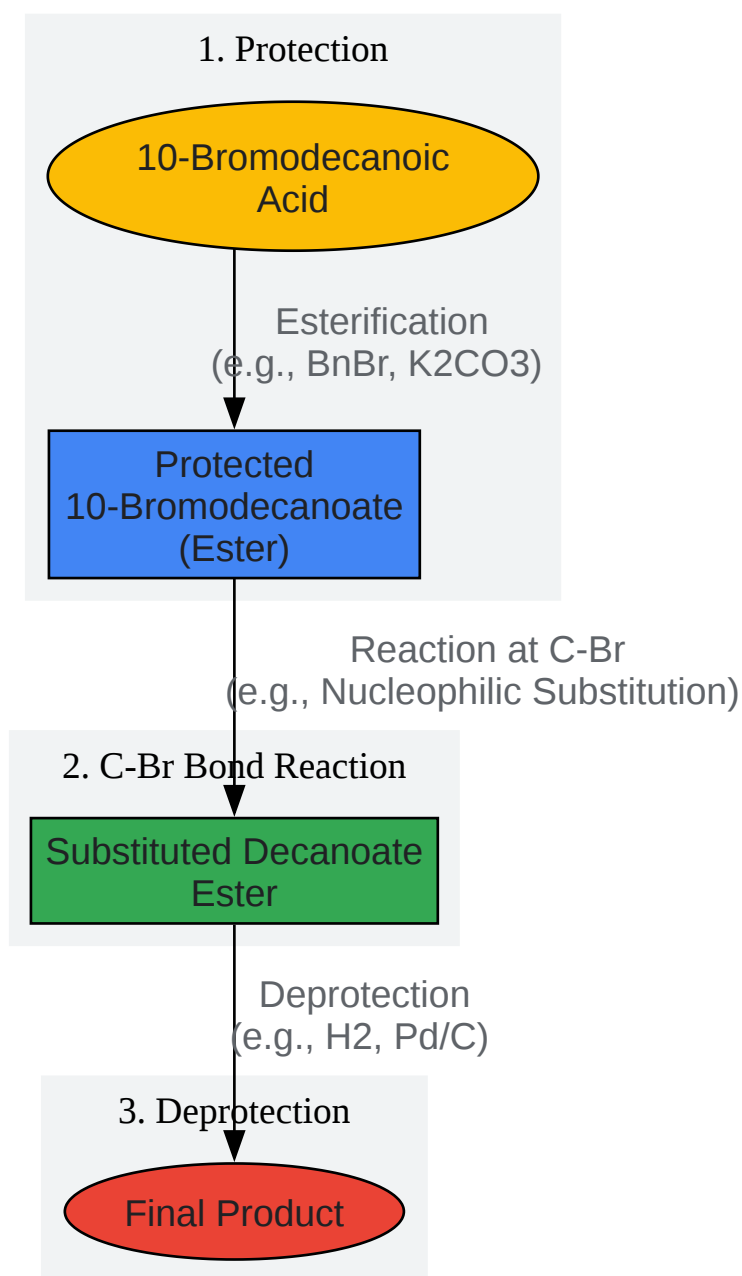 1. Protection
10-Bromodecanoic
Acid
Esterification
(e.g., BnBr, K2CO3)
Protected
10-Bromodecanoate
(Ester)
Reaction at C-Br
(e.g., Nucleophilic Substitution)
2. C-Br Bond Reaction
Substituted Decanoate
Ester
Deprotection
(e.g., H2, Pd/C)
3. Deprotection
Final Product